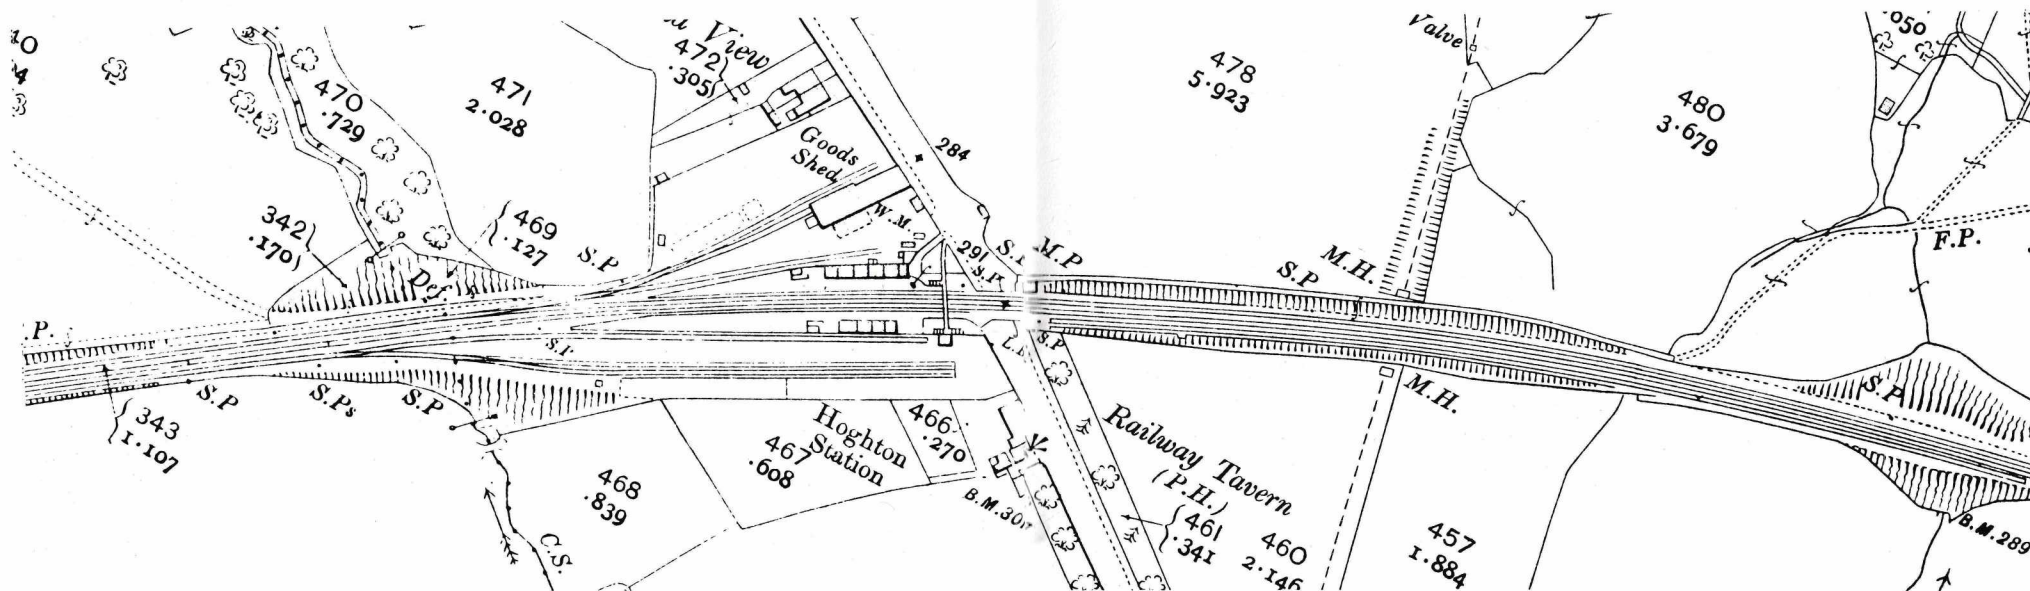 View
472
.305
471
2.028
470
.729
478
5.923
Valve
480
3.679
.050
Goods
Shed
284
W.M.
342
.170
469
.127
S.P
291
S.P
M.P
S.P
M.H.
F.P.
P.
S.P
S.P
S.Ps
S.P
343
1.107
Hoghton
Station
466
.270
467
.608
468
.839
C.S.
Railway Tavern
(P.H.)
461
.341
460
2.146
457
1.884
M.H.
S.P.
B.M.289